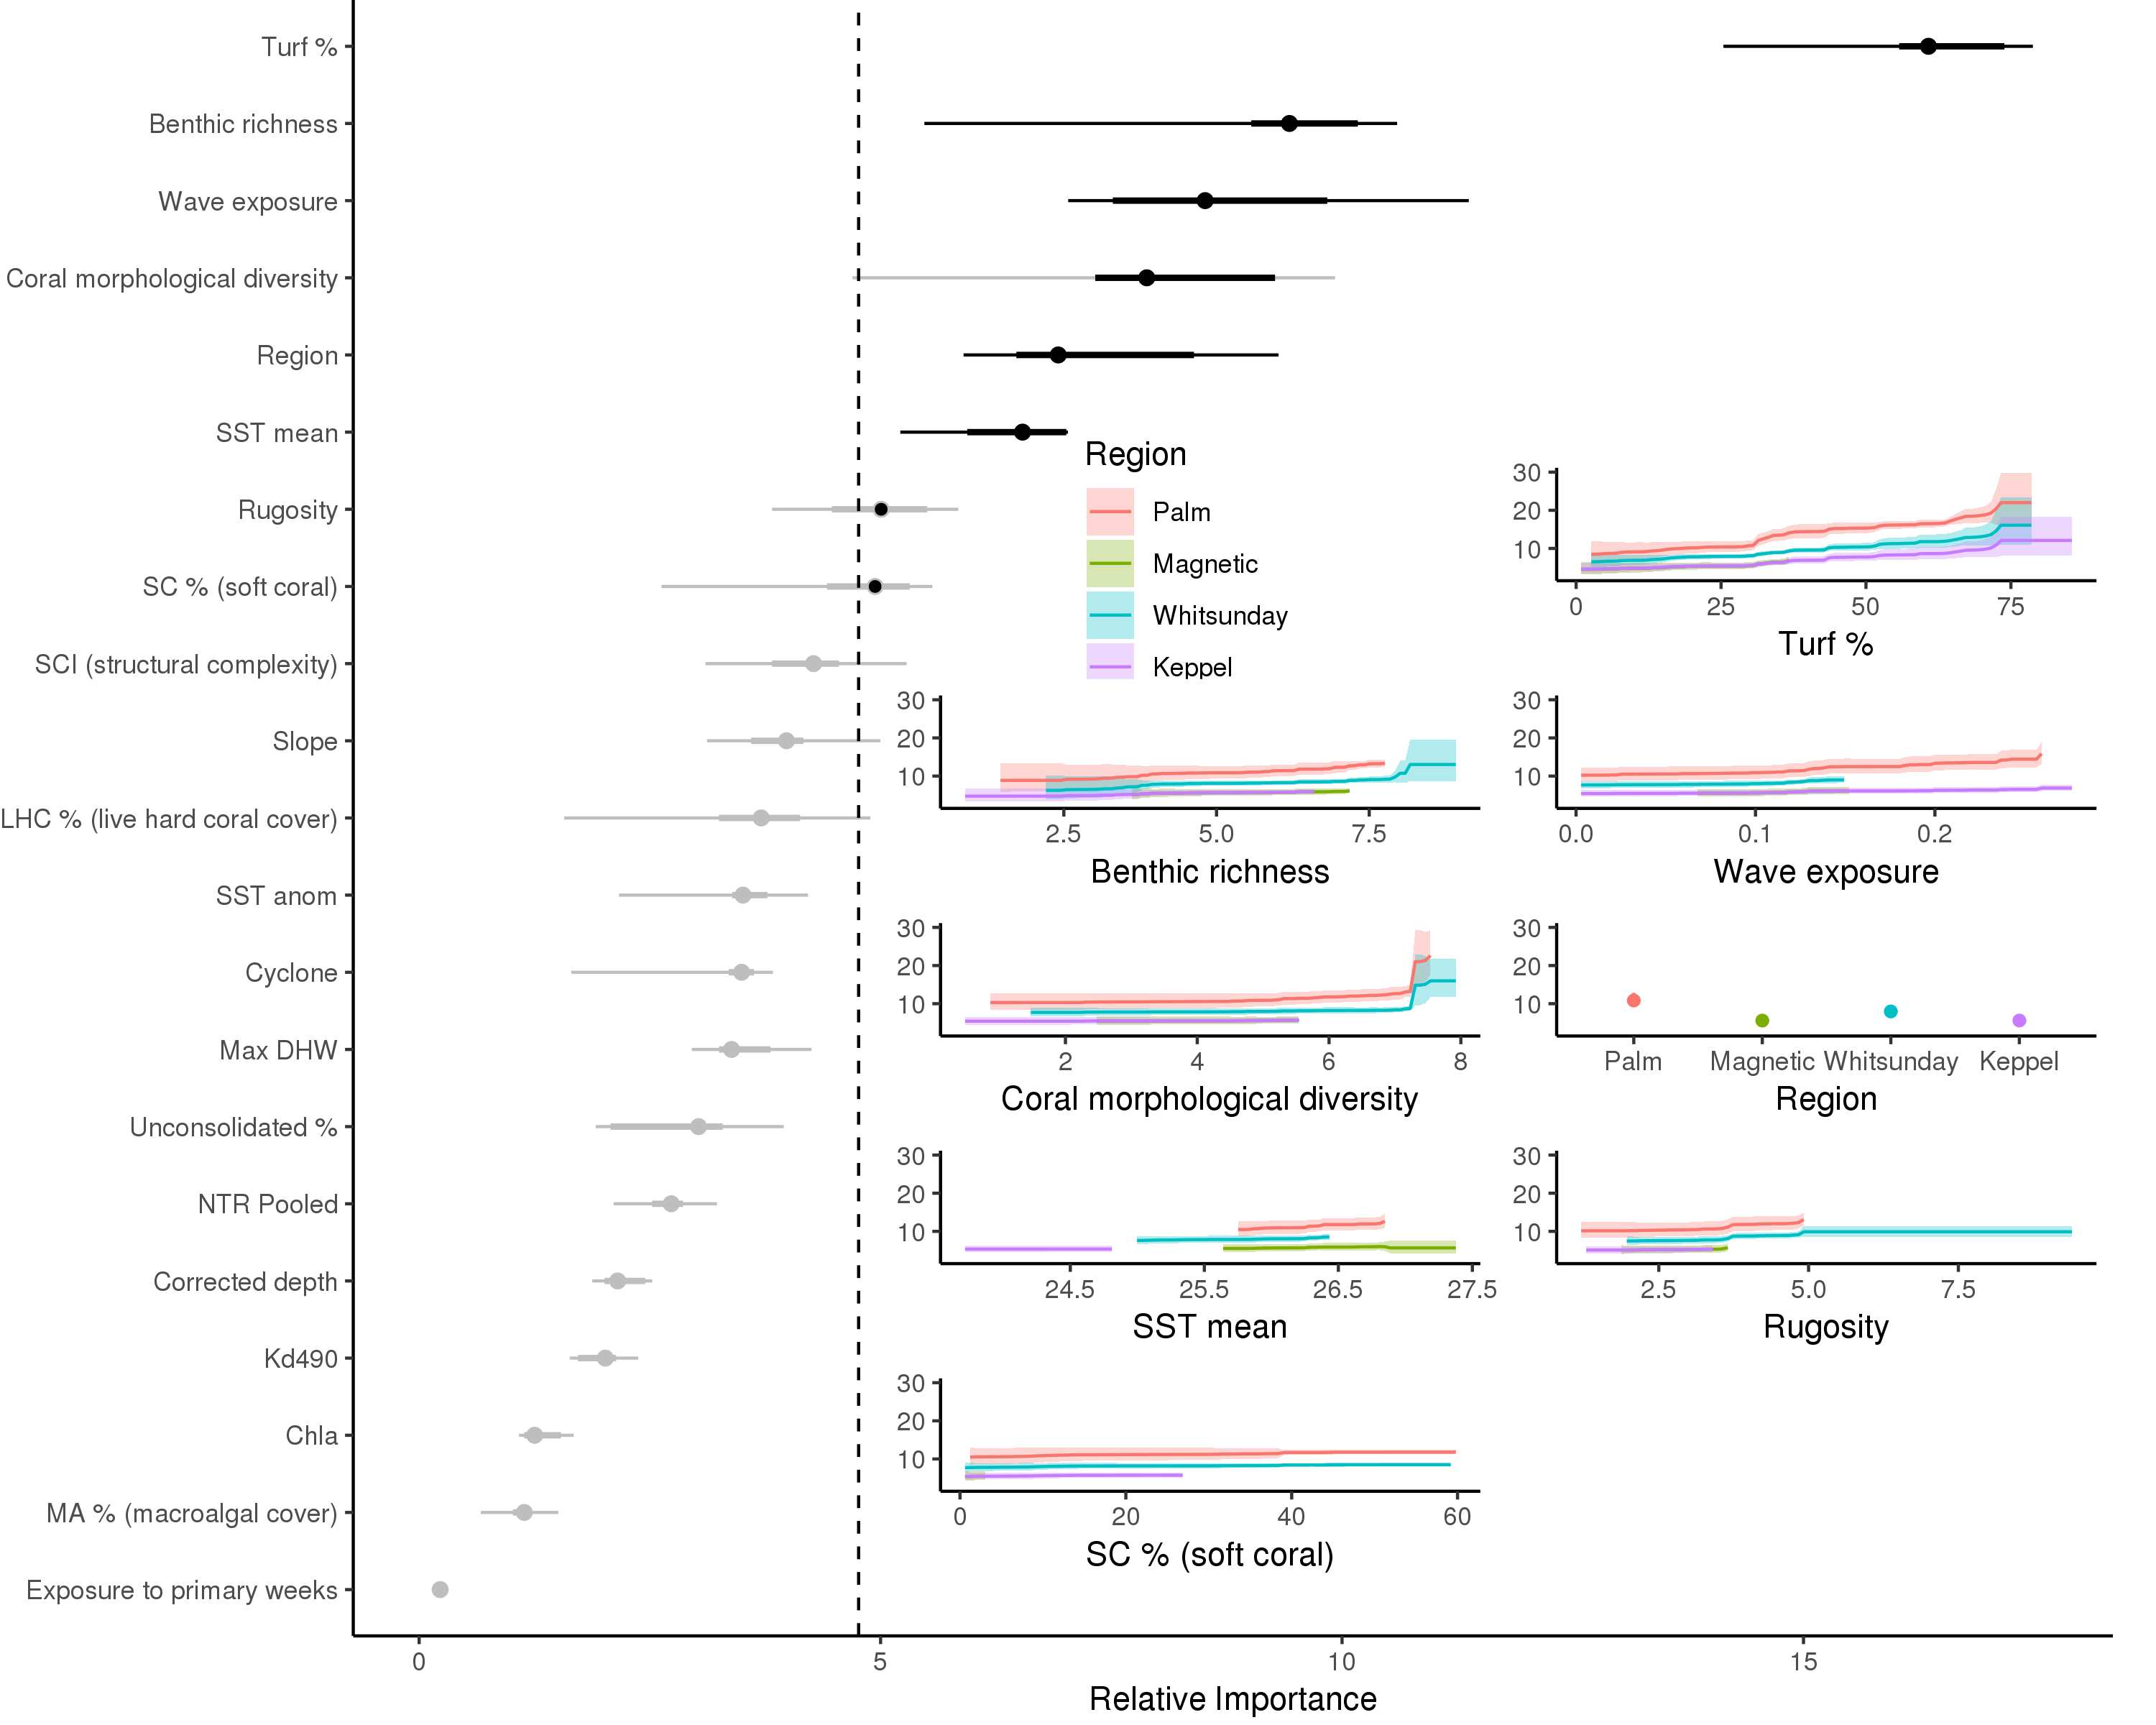 Turf %
Benthic richness
Wave exposure
Coral morphological diversity
Region
SST mean
Rugosity
SC % (soft coral)
SCI (structural complexity)
Slope
LHC % (live hard coral cover)
SST anom
Cyclone
Max DHW
Unconsolidated %
NTR Pooled
Corrected depth
Kd490
Chla
MA % (macroalgal cover)
Exposure to primary weeks
0 5 10 15
Relative Importance
Region
Palm
Magnetic
Whitsunday
Keppel
30
20
10
0 25 50 75
Turf %
30
20
10
2.5 5.0 7.5
Benthic richness
30
20
10
0.0 0.1 0.2
Wave exposure
30
20
10
2 4 6 8
Coral morphological diversity
30
20
10
Palm Magnetic Whitsunday Keppel
Region
30
20
10
24.5 25.5 26.5 27.5
SST mean
30
20
10
2.5 5.0 7.5
Rugosity
30
20
10
0 20 40 60
SC % (soft coral)